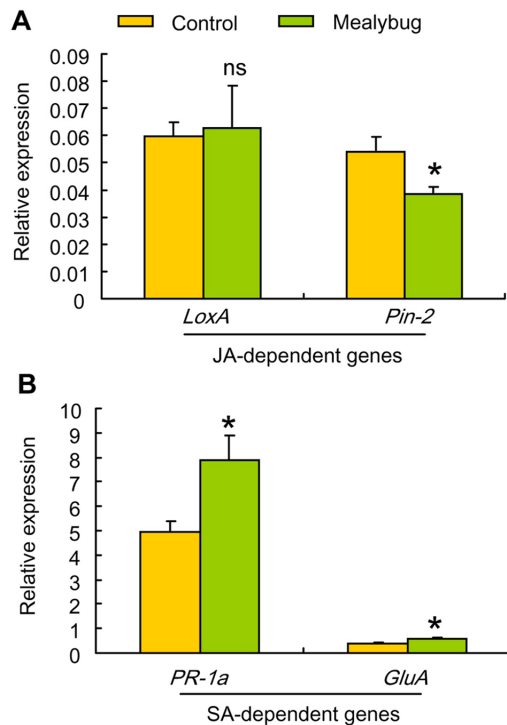 A
Control Mealybug
Relative expression
0.09
0.08
0.07
0.06
0.05
0.04
0.03
0.02
0.01
0
ns
*
LoxA Pin-2
JA-dependent genes
B
Relative expression
10
9
8
7
6
5
4
3
2
1
0
*
*
PR-1a GluA
SA-dependent genes